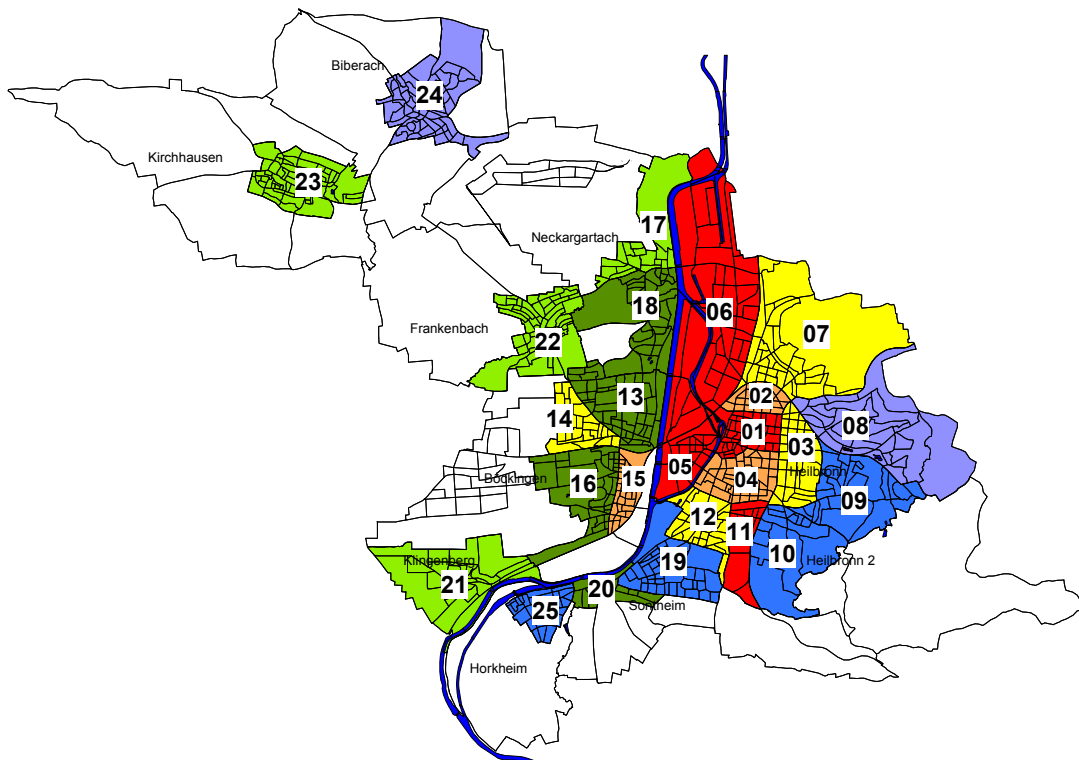 Biberach
24
Kirchhausen
23
17
Neckargartach
18
06
Frankenbach
22
07
13
02
14
01
08
03
05
Heilbronn
Böckingen
16
15
04
09
12
11
10
Klingenberg
19
Heilbronn 2
21
20
25
Sontheim
Horkheim